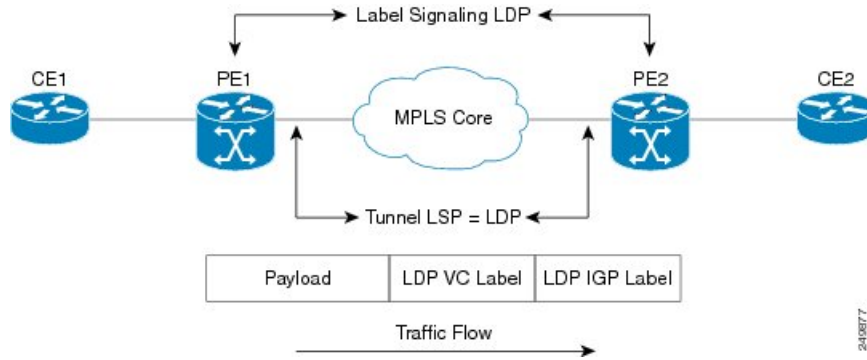 Label Signaling LDP
CE1
PE1
PE2
CE2
MPLS Core
Tunnel LSP = LDP
Payload
LDP VC Label
LDP IGP Label
Traffic Flow
249877